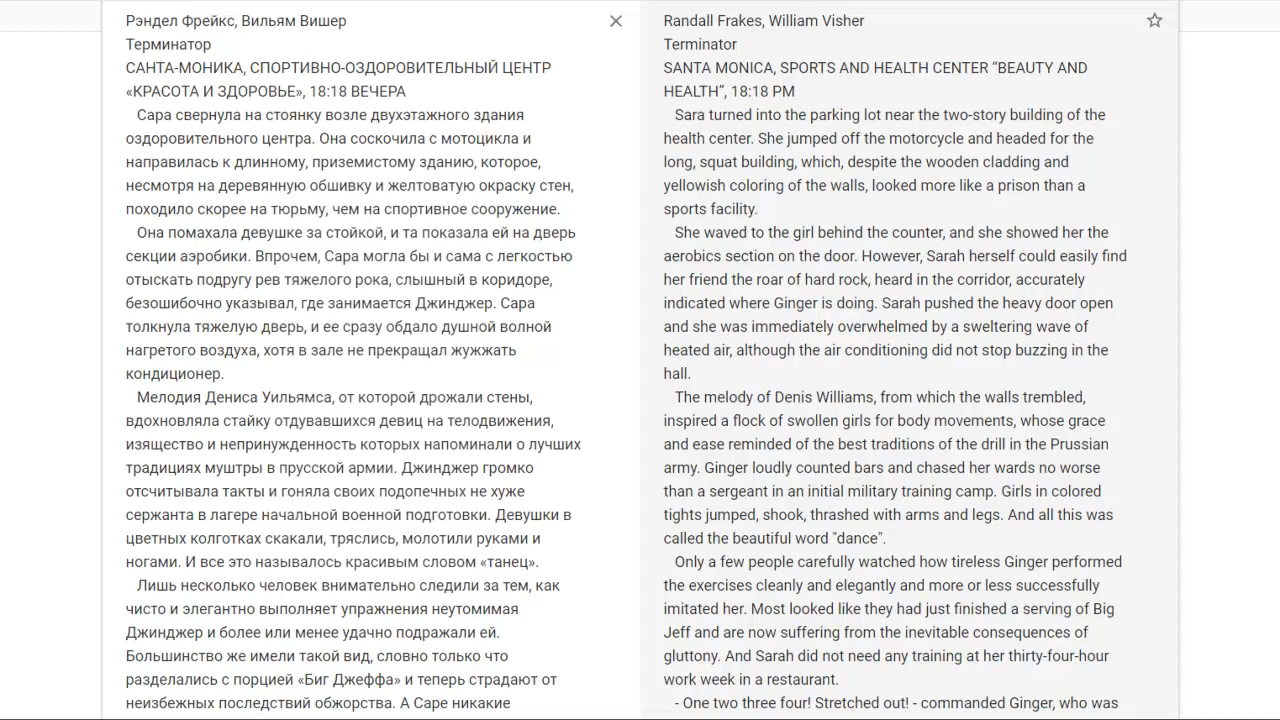 Рэндел Фрейкс, Вильям Вишер
Терминатор
САНТА-МОНИКА, СПОРТИВНО-ОЗДОРОВИТЕЛЬНЫЙ ЦЕНТР
«КРАСОТА И ЗДОРОВЬЕ», 18:18 ВЕЧЕРА
Сара свернула на стоянку возле двухэтажного здания
оздоровительного центра. Она соскочила с мотоцикла и
направилась к длинному, приземистому зданию, которое,
несмотря на деревянную обшивку и желтоватую окраску стен,
походило скорее на тюрьму, чем на спортивное сооружение.
Она помахала девушке за стойкой, и та показала ей на дверь
секции аэробики. Впрочем, Сара могла бы и сама с легкостью
отыскать подругу рев тяжелого рока, слышный в коридоре,
безошибочно указывал, где занимается Джинджер. Сара
толкнула тяжелую дверь, и ее сразу обдало душной волной
нагретого воздуха, хотя в зале не прекращал жужжать
кондиционер.
Мелодия Дениса Уильямса, от которой дрожали стены,
вдохновляла стайку отдувавшихся девиц на телодвижения,
изящество и непринужденность которых напоминали о лучших
традициях муштры в прусской армии. Джинджер громко
отсчитывала такты и гоняла своих подопечных не хуже
сержанта в лагере начальной военной подготовки. Девушки в
цветных колготках скакали, тряслись, молотили руками и
ногами. И все это называлось красивым словом «танец».
Лишь несколько человек внимательно следили за тем, как
чисто и элегантно выполняет упражнения неутомимая
Джинджер и более или менее удачно подражали ей.
Большинство же имели такой вид, словно только что
разделались с порцией «Биг Джеффа» и теперь страдают от
неизбежных последствий обжорства. А Саре никакие
Randall Frakes, William Visher
Terminator
SANTA MONICA, SPORTS AND HEALTH CENTER “BEAUTY AND
HEALTH”, 18:18 PM
Sara turned into the parking lot near the two-story building of the
health center. She jumped off the motorcycle and headed for the
long, squat building, which, despite the wooden cladding and
yellowish coloring of the walls, looked more like a prison than a
sports facility.
She waved to the girl behind the counter, and she showed her the
aerobics section on the door. However, Sarah herself could easily find
her friend the roar of hard rock, heard in the corridor, accurately
indicated where Ginger is doing. Sarah pushed the heavy door open
and she was immediately overwhelmed by a sweltering wave of
heated air, although the air conditioning did not stop buzzing in the
hall.
The melody of Denis Williams, from which the walls trembled,
inspired a flock of swollen girls for body movements, whose grace
and ease reminded of the best traditions of the drill in the Prussian
army. Ginger loudly counted bars and chased her wards no worse
than a sergeant in an initial military training camp. Girls in colored
tights jumped, shook, thrashed with arms and legs. And all this was
called the beautiful word "dance".
Only a few people carefully watched how tireless Ginger performed
the exercises cleanly and elegantly and more or less successfully
imitated her. Most looked like they had just finished a serving of Big
Jeff and are now suffering from the inevitable consequences of
gluttony. And Sarah did not need any training at her thirty-four-hour
work week in a restaurant.
- One two three four! Stretched out! - commanded Ginger, who was